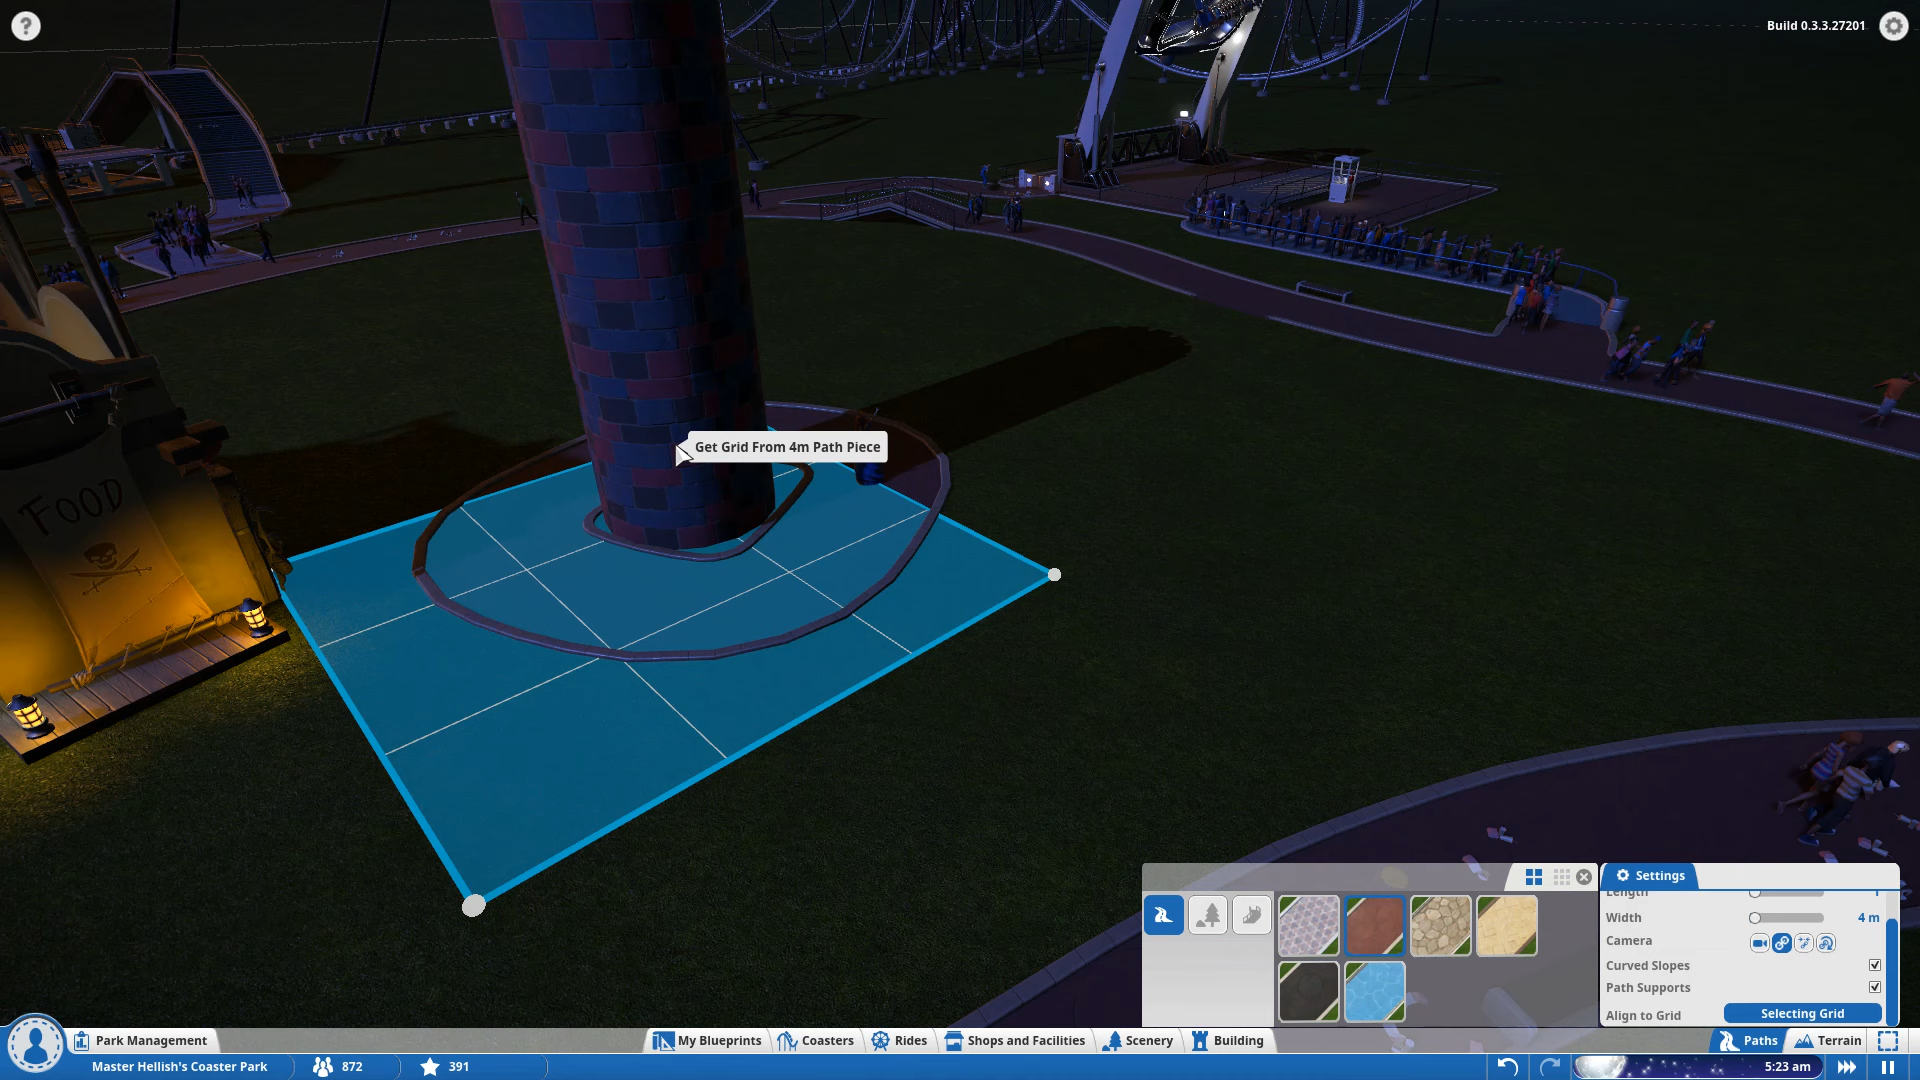 ?
Build 0.3.3.27201
Get Grid From 4m Path Piece
FOOD
Settings
Length 1
Width 4 m
Camera
Curved Slopes
Path Supports
Align to Grid Selecting Grid
Park Management
My Blueprints Coasters Rides Shops and Facilities Scenery Building
Paths Terrain
Master Hellish's Coaster Park 872 391
5:23 am